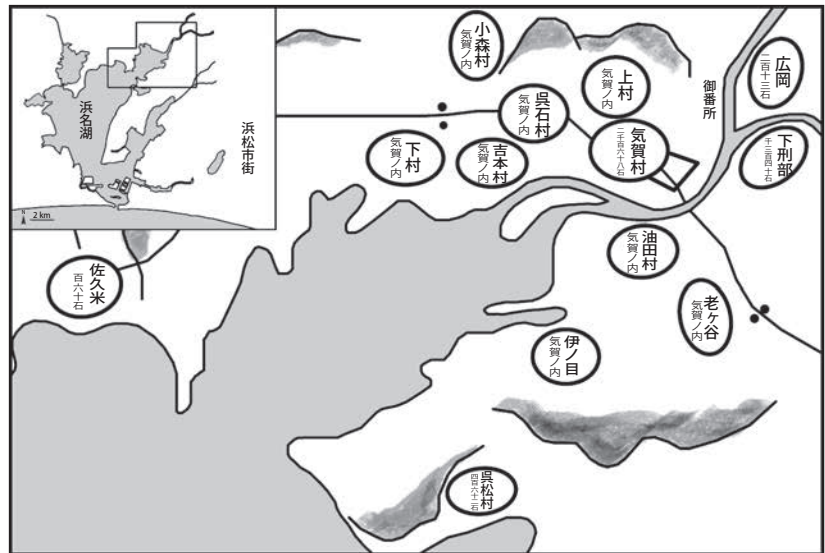 浜名湖
浜松市街
N
2 km
小森村
気賀ノ内
上村
気賀ノ内
御番所
広岡
二百十三石
呉石村
気賀ノ内
気賀村
二千百六十八石
下刑部
千二百四十石
下村
気賀ノ内
吉本村
気賀ノ内
油田村
気賀ノ内
佐久米
百六十石
老ヶ谷
気賀ノ内
伊ノ目
気賀ノ内
呉松村
四百六十二石